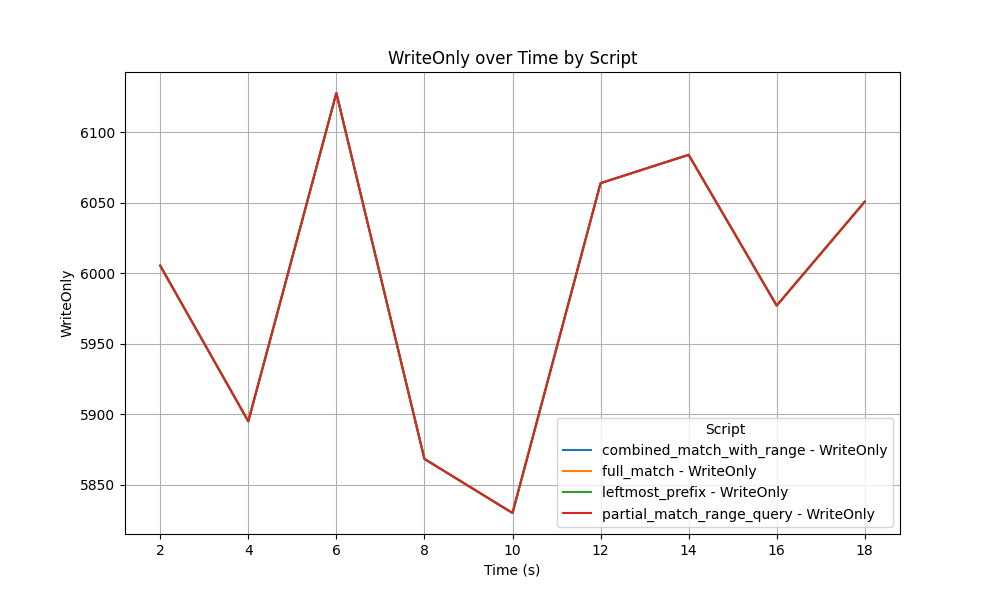 WriteOnly over Time by Script
WriteOnly
6100
6050
6000
5950
5900
5850
Script
combined_match_with_range - WriteOnly
full_match - WriteOnly
leftmost_prefix - WriteOnly
partial_match_range_query - WriteOnly
2 4 6 8 10 12 14 16 18
Time (s)